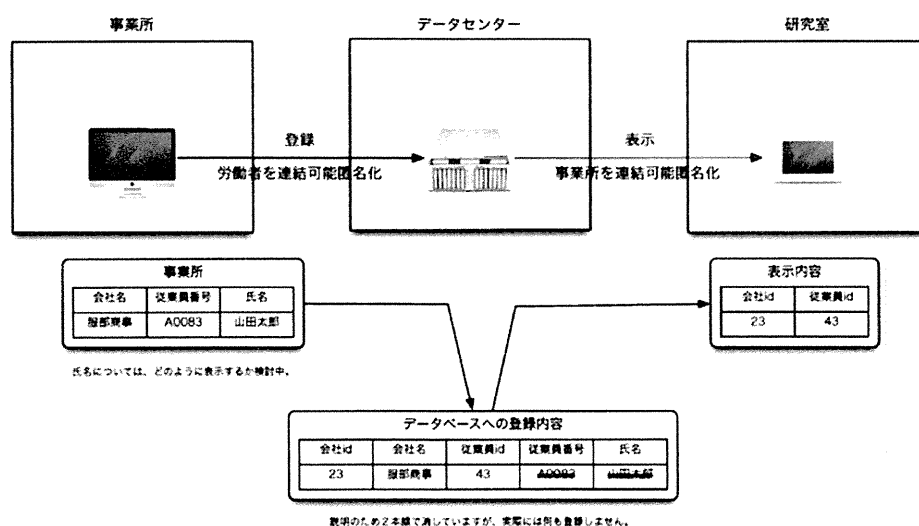 事業所 データセンター 研究室
登録 表示
労働者を連結可能匿名化 事業所を連結可能匿名化
事業所
会社名 従業員番号 氏名
服部商事 A0083 山田太郎
氏名については、どのように表示するか検討中。
表示内容
会社id 従業員id
23 43
データベースへの登録内容
会社id 会社名 従業員id 従業員番号 氏名
23 服部商事 43 A0083 山田太郎
説明のため2本線で消していますが、実際には何も登録しません。